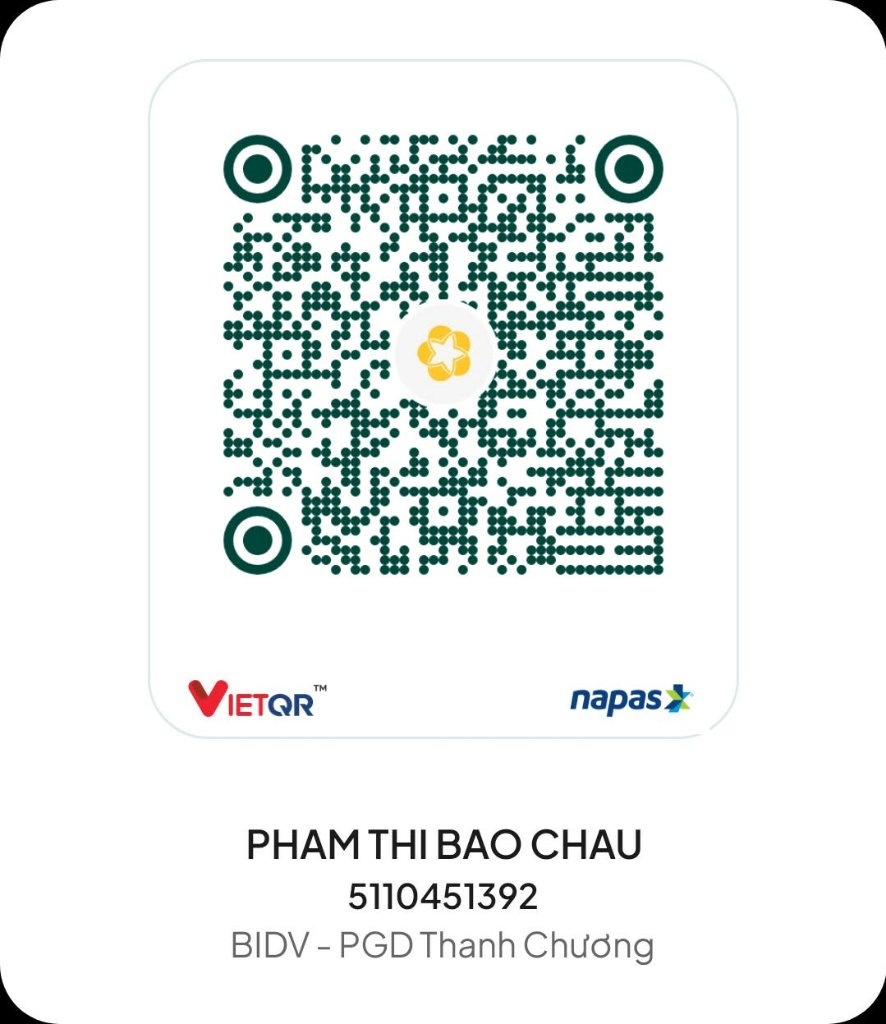 VIETQR™
napas
PHAM THI BAO CHAU
5110451392
BIDV - PGD Thanh Chương